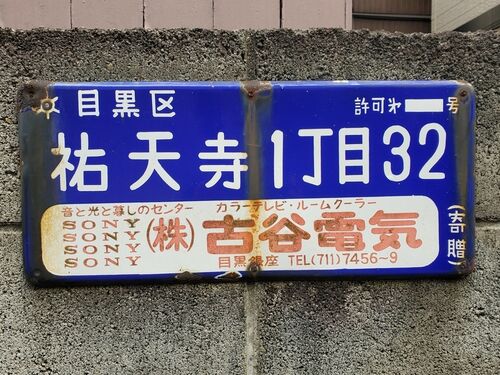 目黒区 許可第 号
祐天寺1丁目32
音と光と暮しのセンター カラーテレビ・ルームクーラー
SONY
SONY
SONY
SONY
(株)古谷電気
目黒銀座 TEL(711)7456~9
(寄贈)